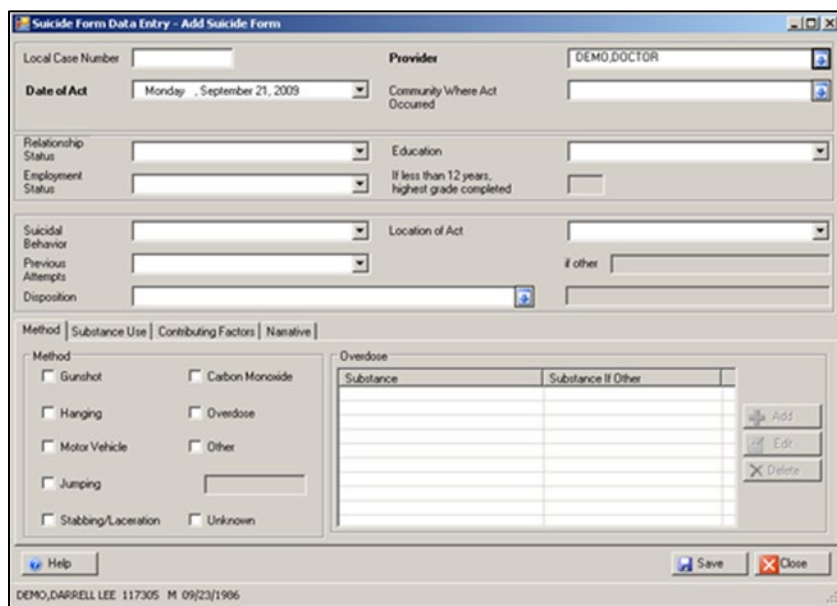 Suicide Form Data Entry - Add Suicide Form
Local Case Number
Provider DEMO,DOCTOR
Date of Act Monday , September 21, 2009
Community Where Act
Occurred
Relationship
Status
Education
Employment
Status
If less than 12 years,
highest grade completed
Suicidal
Behavior
Location of Act
Previous
Attempts
if other
Disposition
Method Substance Use Contributing Factors Narrative
Method
Gunshot Carbon Monoxide
Hanging Overdose
Motor Vehicle Other
Jumping
Stabbing/Laceration Unknown
Overdose
Substance Substance If Other
Add
Edit
Delete
Help Save Close
DEMO,DARRELL LEE 117305 M 09/23/1986